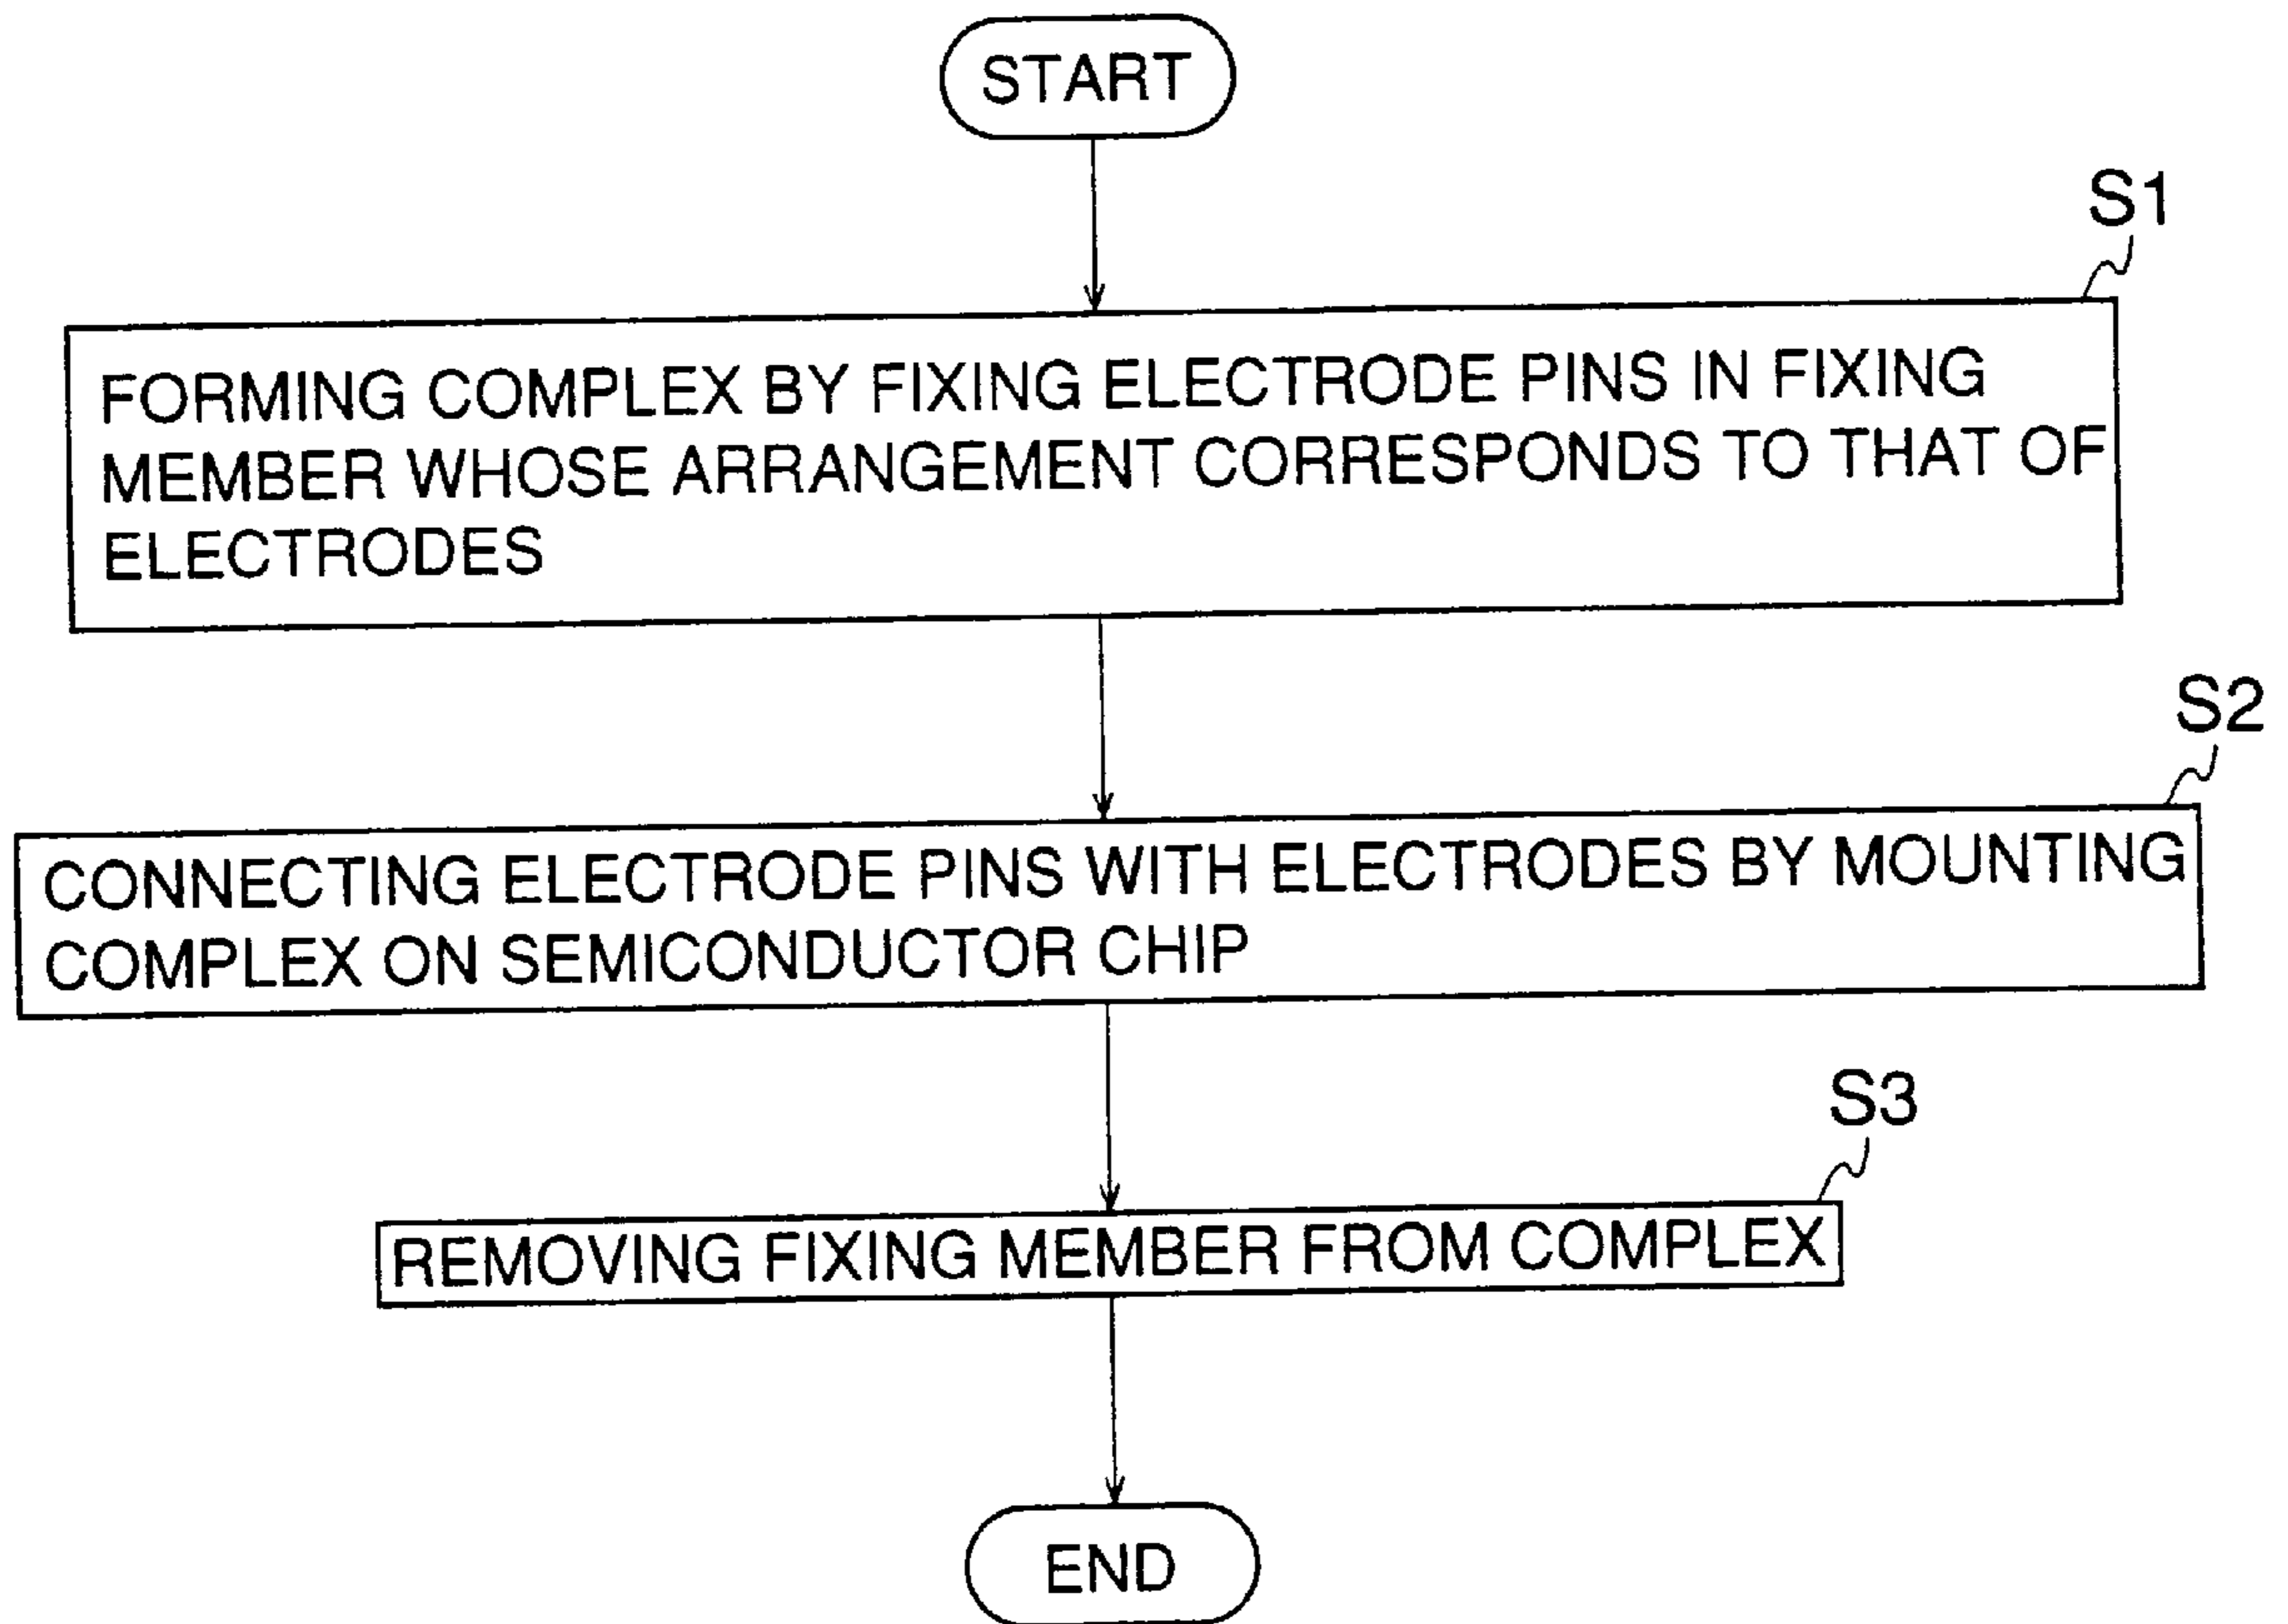 START
S1
FORMING COMPLEX BY FIXING ELECTRODE PINS IN FIXING
MEMBER WHOSE ARRANGEMENT CORRESPONDS TO THAT OF
ELECTRODES
S2
CONNECTING ELECTRODE PINS WITH ELECTRODES BY MOUNTING
COMPLEX ON SEMICONDUCTOR CHIP
S3
REMOVING FIXING MEMBER FROM COMPLEX
END